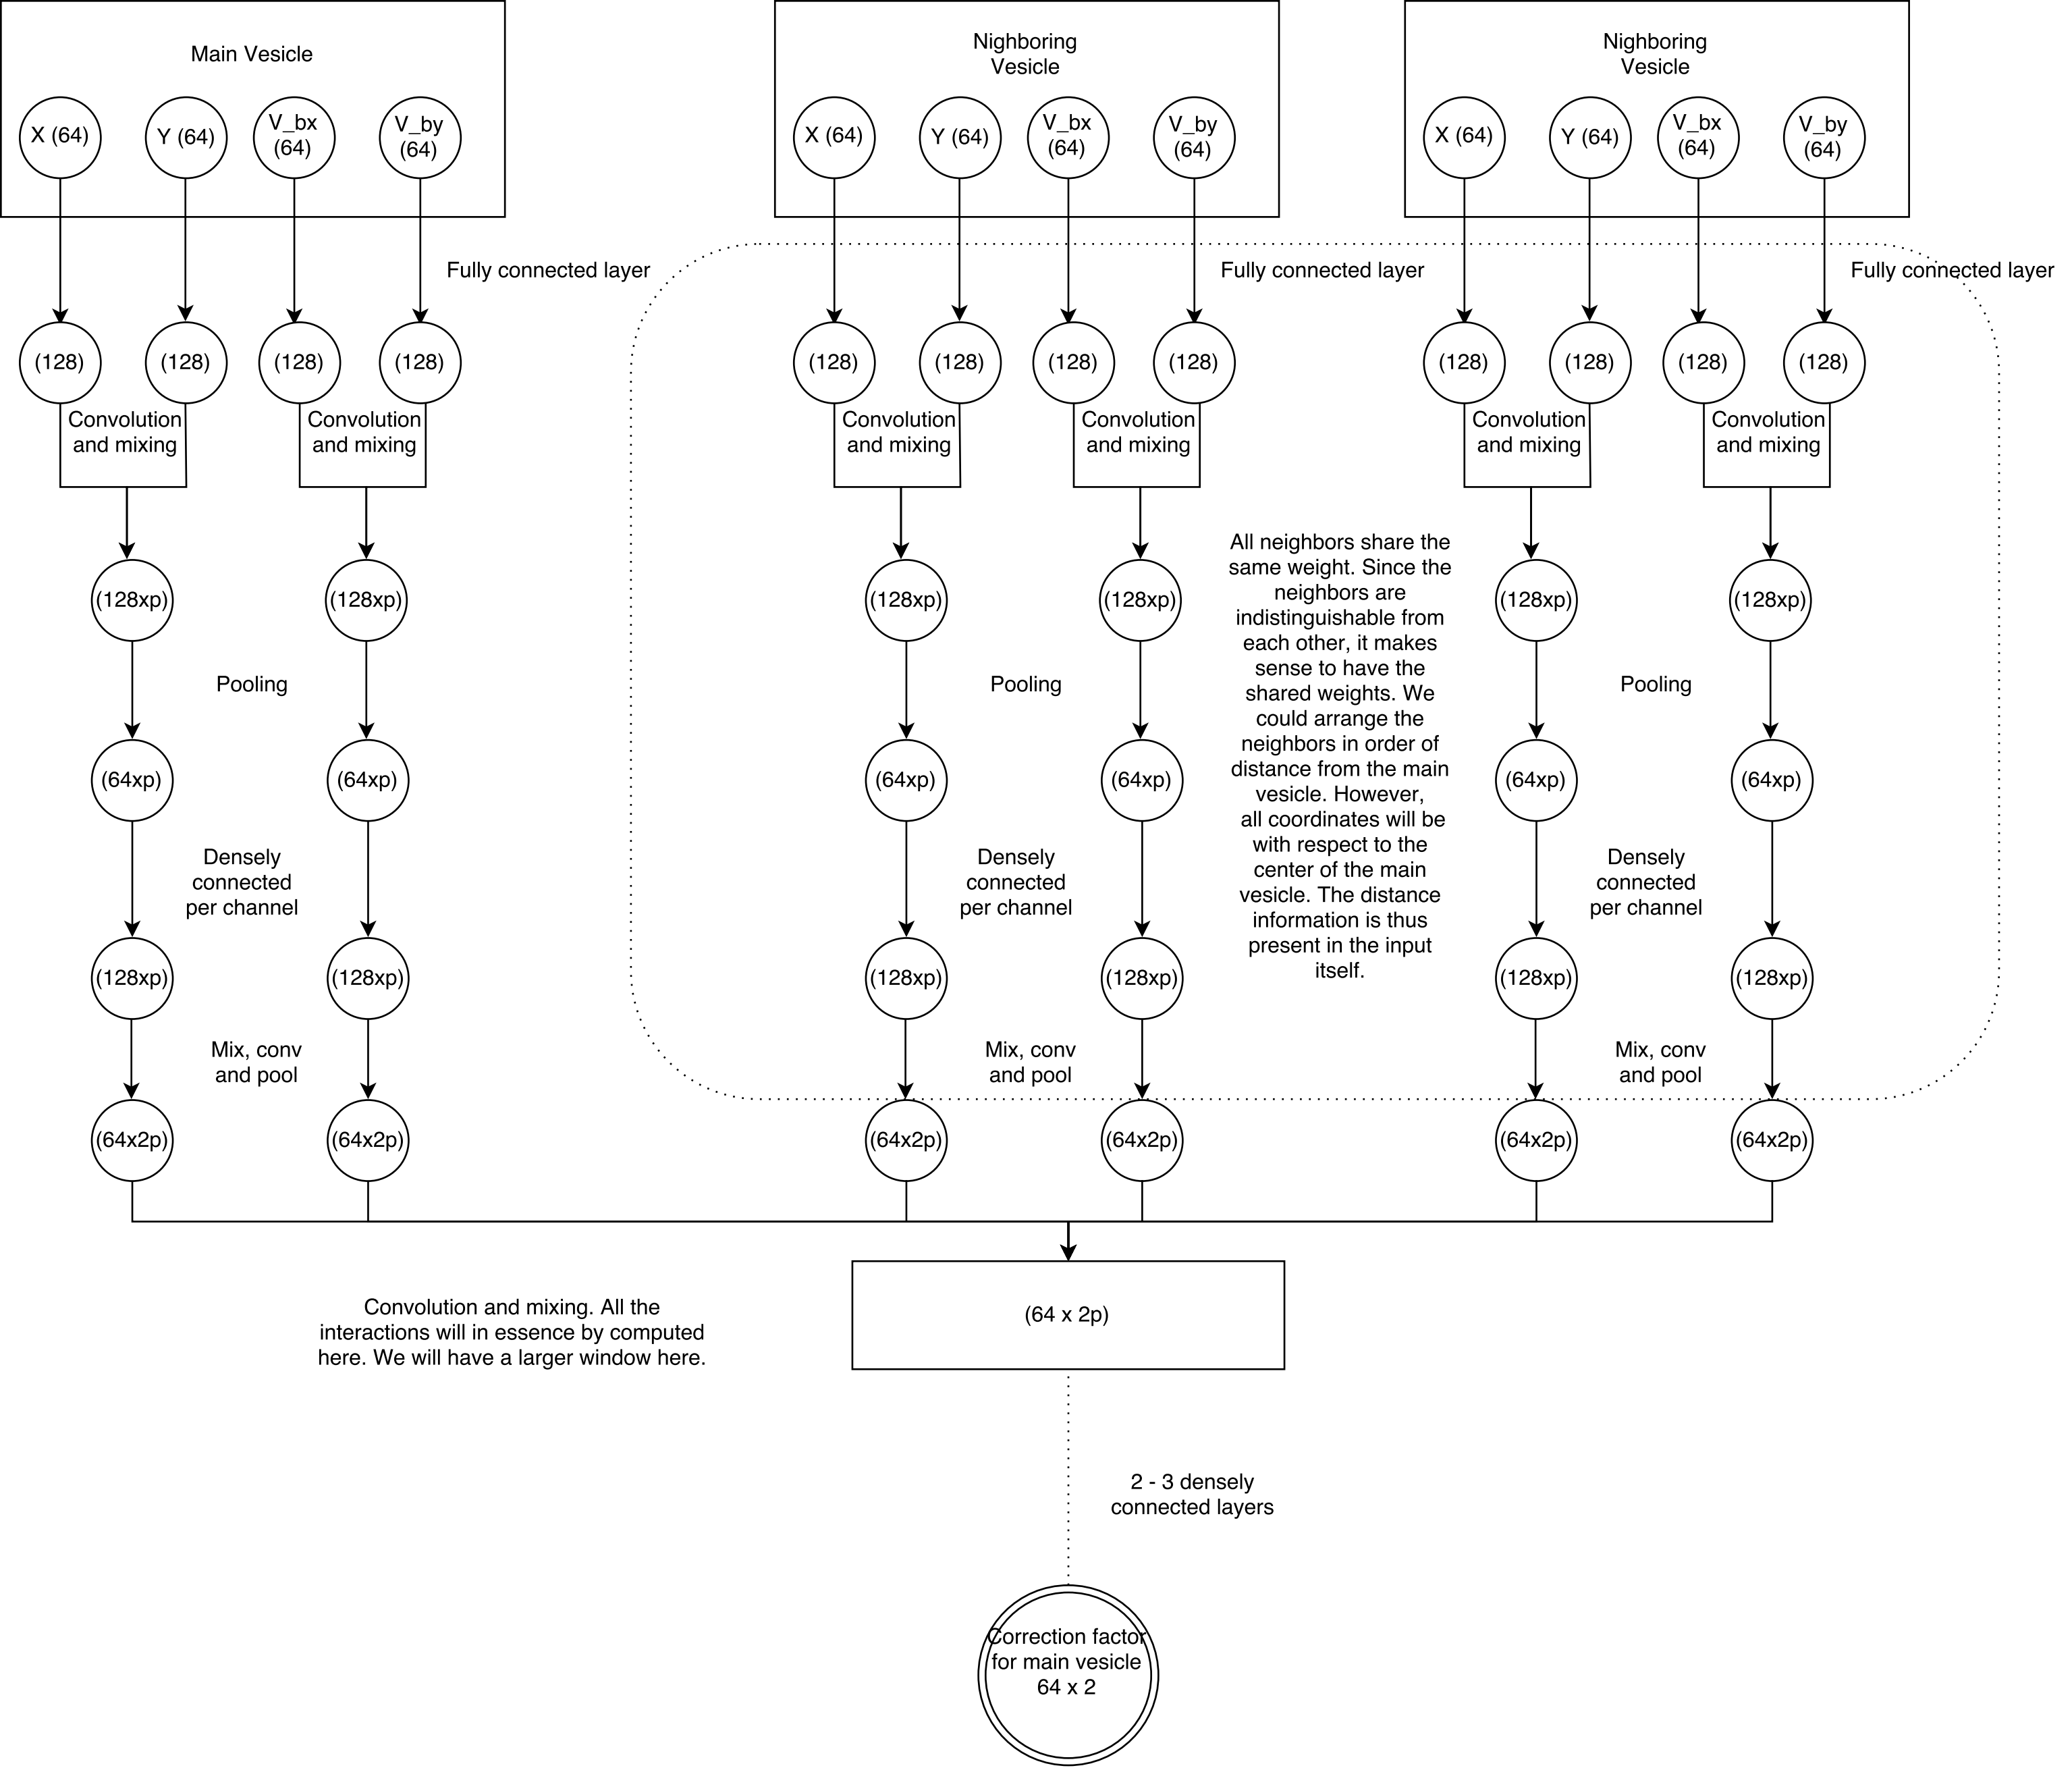 Main Vesicle
Nighboring
Vesicle
Nighboring
Vesicle
X (64)
Y (64)
V_bx
(64)
V_by
(64)
X (64)
Y (64)
V_bx
(64)
V_by
(64)
X (64)
Y (64)
V_bx
(64)
V_by
(64)
Fully connected layer
Fully connected layer
Fully connected layer
(128)
(128)
(128)
(128)
(128)
(128)
(128)
(128)
(128)
(128)
(128)
(128)
Convolution
and mixing
Convolution
and mixing
Convolution
and mixing
Convolution
and mixing
Convolution
and mixing
Convolution
and mixing
(128xp)
(128xp)
(128xp)
(128xp)
(128xp)
(128xp)
All neighbors share the
same weight. Since the
neighbors are
indistinguishable from
each other, it makes
sense to have the
shared weights. We
could arrange the
neighbors in order of
distance from the main
vesicle. However,
all coordinates will be
with respect to the
center of the main
vesicle. The distance
information is thus
present in the input
itself.
Pooling
Pooling
Pooling
(64xp)
(64xp)
(64xp)
(64xp)
(64xp)
(64xp)
Densely
connected
per channel
Densely
connected
per channel
Densely
connected
per channel
(128xp)
(128xp)
(128xp)
(128xp)
(128xp)
(128xp)
Mix, conv
and pool
Mix, conv
and pool
Mix, conv
and pool
(64x2p)
(64x2p)
(64x2p)
(64x2p)
(64x2p)
(64x2p)
Convolution and mixing. All the
interactions will in essence by computed
here. We will have a larger window here.
(64 x 2p)
2 - 3 densely
connected layers
Correction factor
for main vesicle
64 x 2